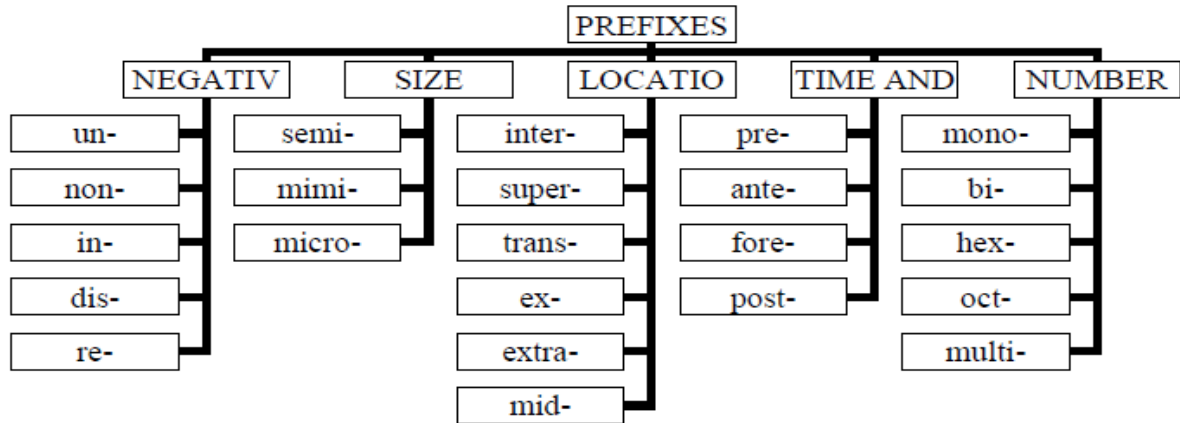 PREFIXES
NEGATIV
SIZE
LOCATIO
TIME AND
NUMBER
un-
semi-
inter-
pre-
mono-
non-
mimi-
super-
ante-
bi-
in-
micro-
trans-
fore-
hex-
dis-
ex-
post-
oct-
re-
extra-
multi-
mid-